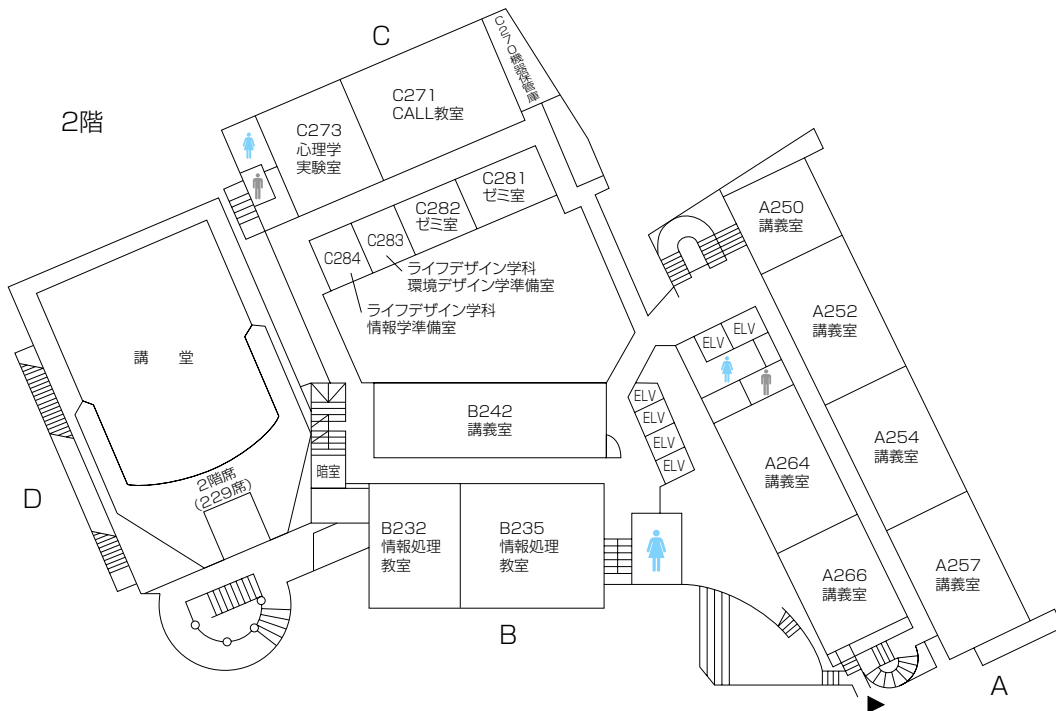 2階
C
C270機器保管庫
C271
CALL教室
C273
心理学
実験室
C281
ゼミ室
C282
ゼミ室
C283
C284
ライフデザイン学科
環境デザイン学準備室
ライフデザイン学科
情報学準備室
A250
講義室
A252
講義室
ELV
ELV
講 堂
B242
講義室
ELV
ELV
ELV
ELV
A254
講義室
A264
講義室
暗室
2階席
(229席)
D
B232
情報処理
教室
B235
情報処理
教室
A257
講義室
A266
講義室
B
A